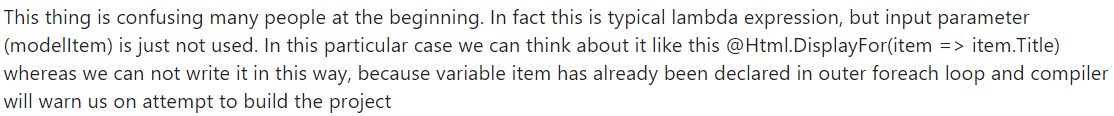 This thing is confusing many people at the beginning. In fact this is typical lambda expression, but input parameter
(modelItem) is just not used. In this particular case we can think about it like this @Html.DisplayFor(item => item.Title)
whereas we can not write it in this way, because variable item has already been declared in outer foreach loop and compiler
will warn us on attempt to build the project